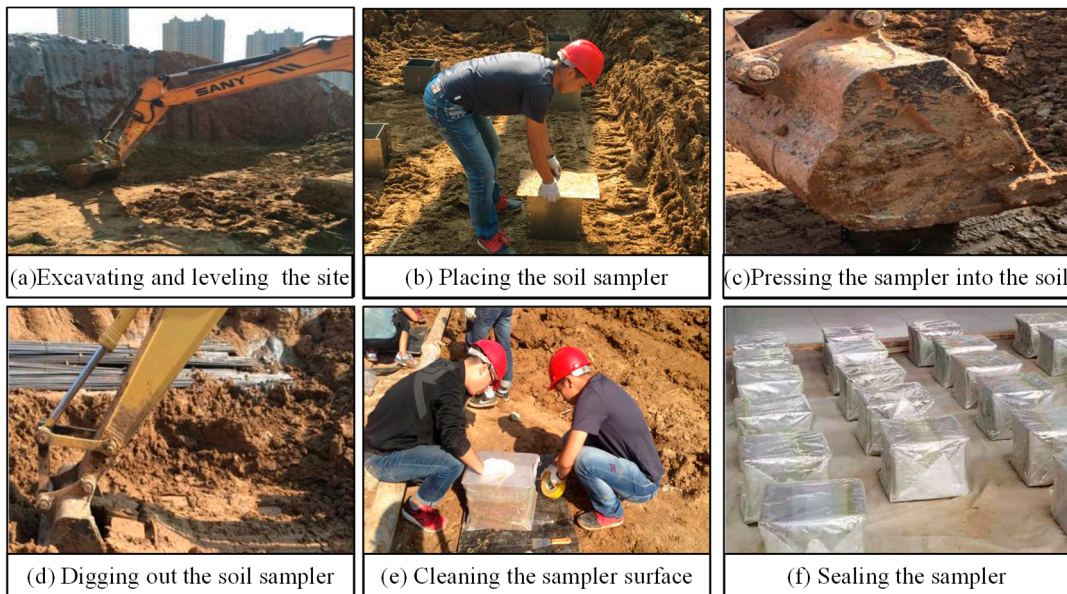 SANY
(a)Excavating and leveling the site
(b) Placing the soil sampler
2
(c)Pressing the sampler into the soil
(d) Digging out the soil sampler
(e) Cleaning the sampler surface
(f) Sealing the sampler